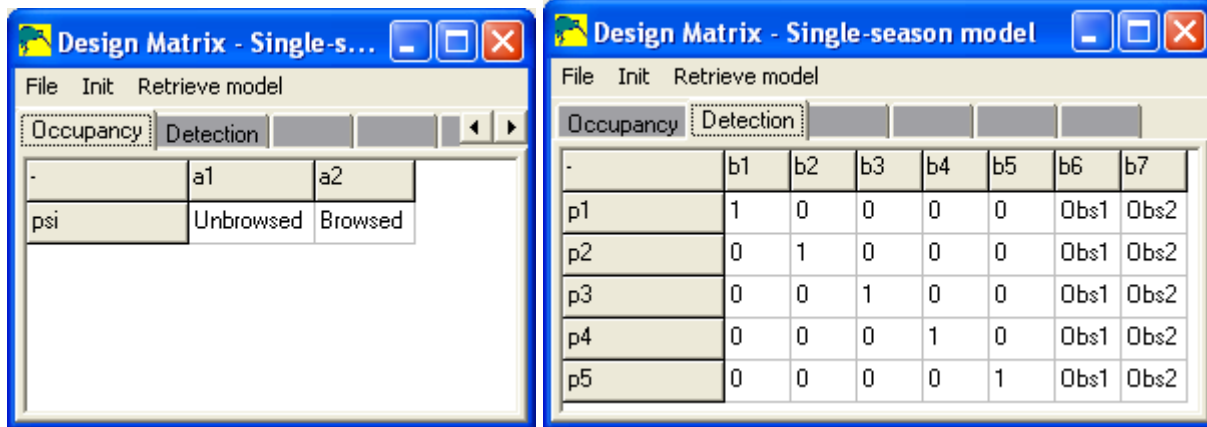 Design Matrix - Single-s...
File Init Retrieve model
Occupancy Detection
- a1 a2
psi Unbrowsed Browsed
Design Matrix - Single-season model
File Init Retrieve model
Occupancy Detection
- b1 b2 b3 b4 b5 b6 b7
p1 1 0 0 0 0 Obs1 Obs2
p2 0 1 0 0 0 Obs1 Obs2
p3 0 0 1 0 0 Obs1 Obs2
p4 0 0 0 1 0 Obs1 Obs2
p5 0 0 0 0 1 Obs1 Obs2